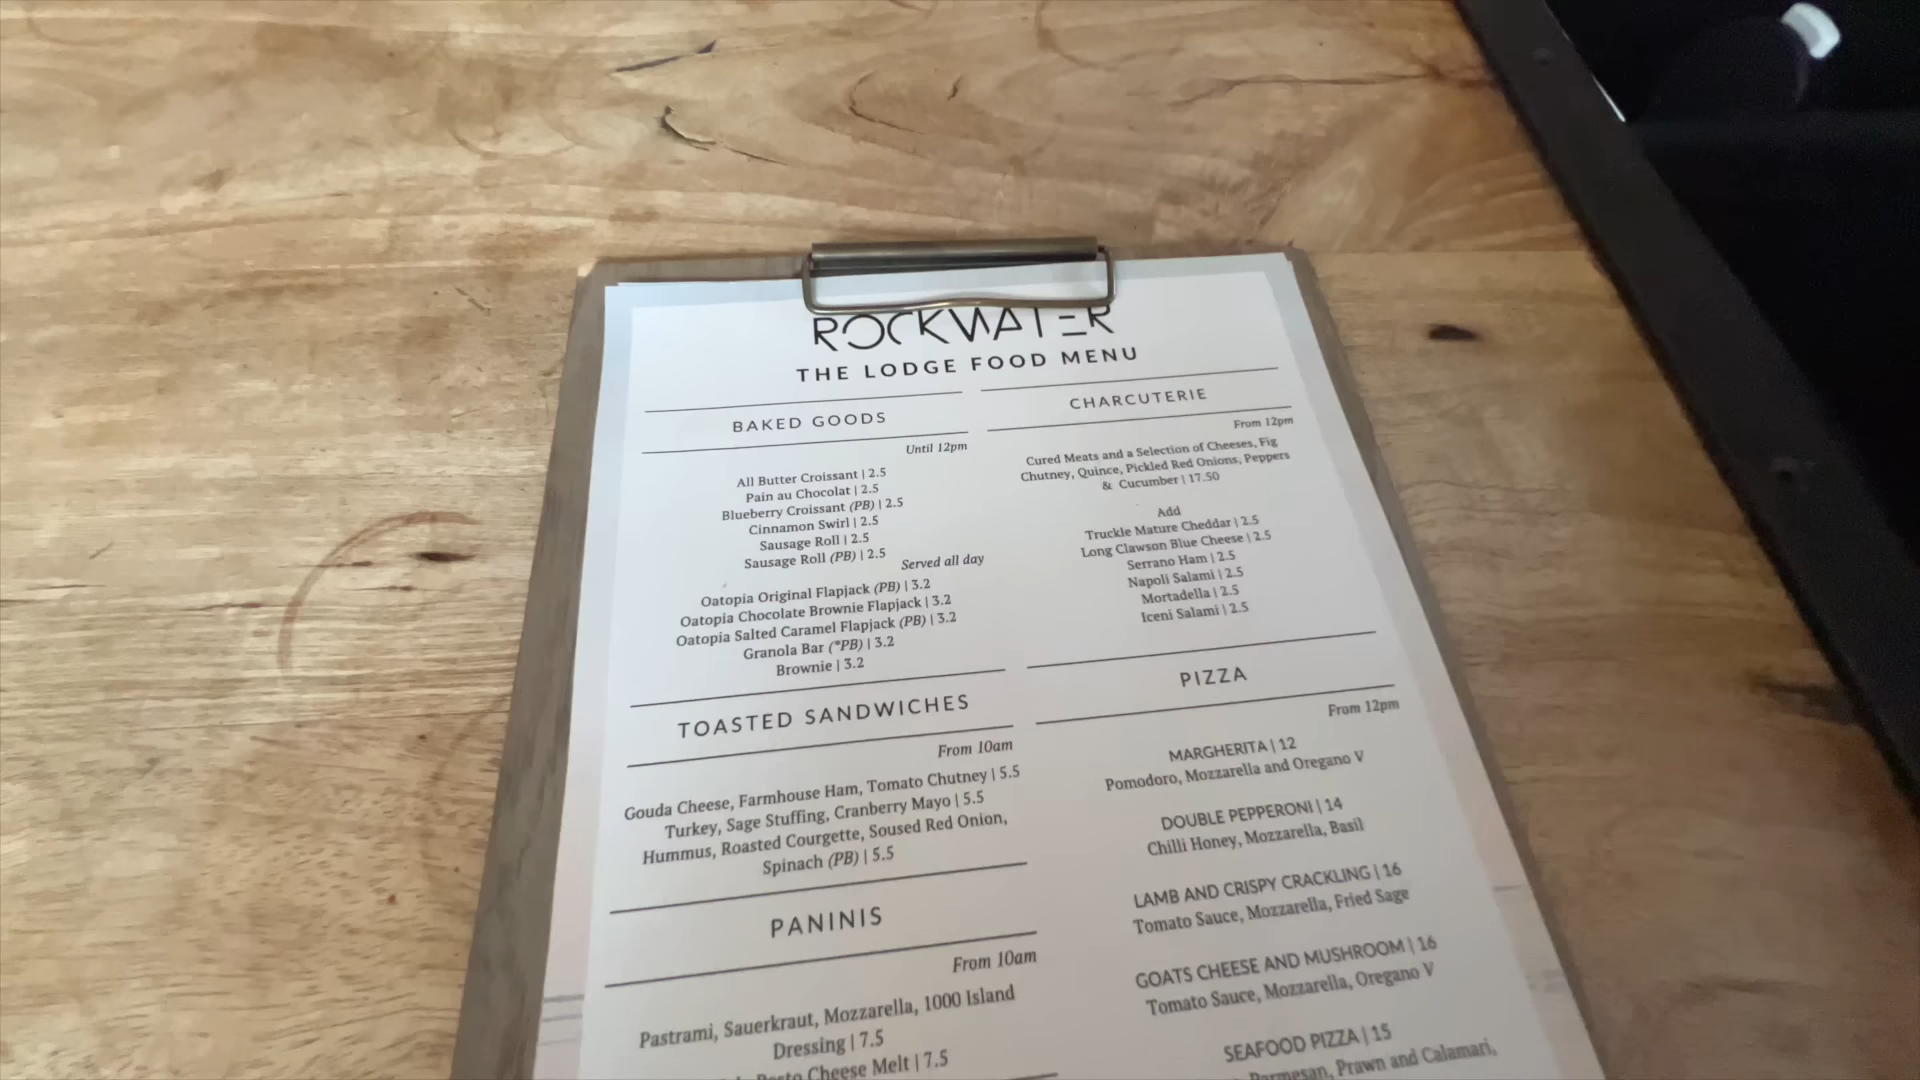 ROCKWATER
THE LODGE FOOD MENU
BAKED GOODS
Until 12pm
All Butter Croissant | 2.5
Pain au Chocolat | 2.5
Blueberry Croissant (PB) | 2.5
Cinnamon Swirl | 2.5
Sausage Roll | 2.5
Sausage Roll (PB) | 2.5
Served all day
Oatopia Original Flapjack (PB) | 3.2
Oatopia Chocolate Brownie Flapjack | 3.2
Oatopia Salted Caramel Flapjack (PB) | 3.2
Granola Bar (*PB) | 3.2
Brownie | 3.2
TOASTED SANDWICHES
From 10am
Gouda Cheese, Farmhouse Ham, Tomato Chutney | 5.5
Turkey, Sage Stuffing, Cranberry Mayo | 5.5
Hummus, Roasted Courgette, Soused Red Onion,
Spinach (PB) | 5.5
PANINIS
From 10am
Pastrami, Sauerkraut, Mozzarella, 1000 Island
Dressing | 7.5
Pesto Cheese Melt | 7.5
CHARCUTERIE
From 12pm
Cured Meats and a Selection of Cheeses, Fig
Chutney, Quince, Pickled Red Onions, Peppers
& Cucumber | 17.50
Add
Truckle Mature Cheddar | 2.5
Long Clawson Blue Cheese | 2.5
Serrano Ham | 2.5
Napoli Salami | 2.5
Mortadella | 2.5
Iceni Salami | 2.5
PIZZA
From 12pm
MARGHERITA | 12
Pomodoro, Mozzarella and Oregano V
DOUBLE PEPPERONI | 14
Chilli Honey, Mozzarella, Basil
LAMB AND CRISPY CRACKLING | 16
Tomato Sauce, Mozzarella, Fried Sage
GOATS CHEESE AND MUSHROOM | 16
Tomato Sauce, Mozzarella, Oregano V
SEAFOOD PIZZA | 15
Parmesan, Prawn and Calamari,